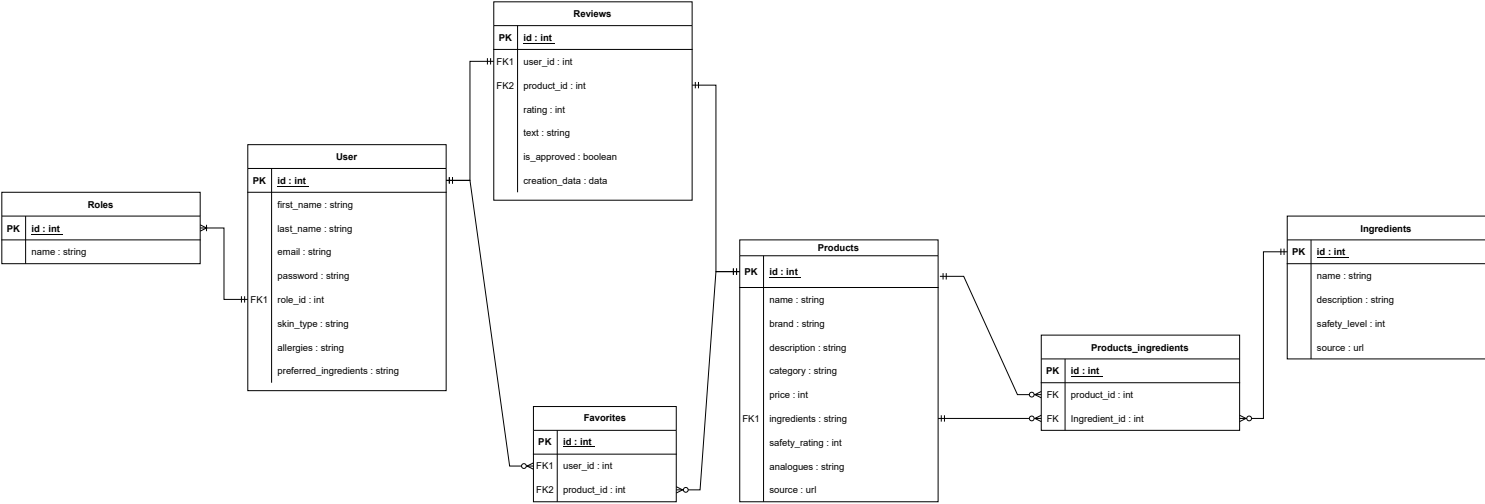 Reviews
PK id : int
FK1 user_id : int
FK2 product_id : int
rating : int
text : string
is_approved : boolean
creation_data : data
User
PK id : int
first_name : string
last_name : string
email : string
password : string
FK1 role_id : int
skin_type : string
allergies : string
preferred_ingredients : string
Roles
PK id : int
name : string
Favorites
PK id : int
FK1 user_id : int
FK2 product_id : int
Products
PK id : int
name : string
brand : string
description : string
category : string
price : int
FK1 ingredients : string
safety_rating : int
analogues : string
source : url
Products_ingredients
PK id : int
FK product_id : int
FK Ingredient_id : int
Ingredients
PK id : int
name : string
description : string
safety_level : int
source : url